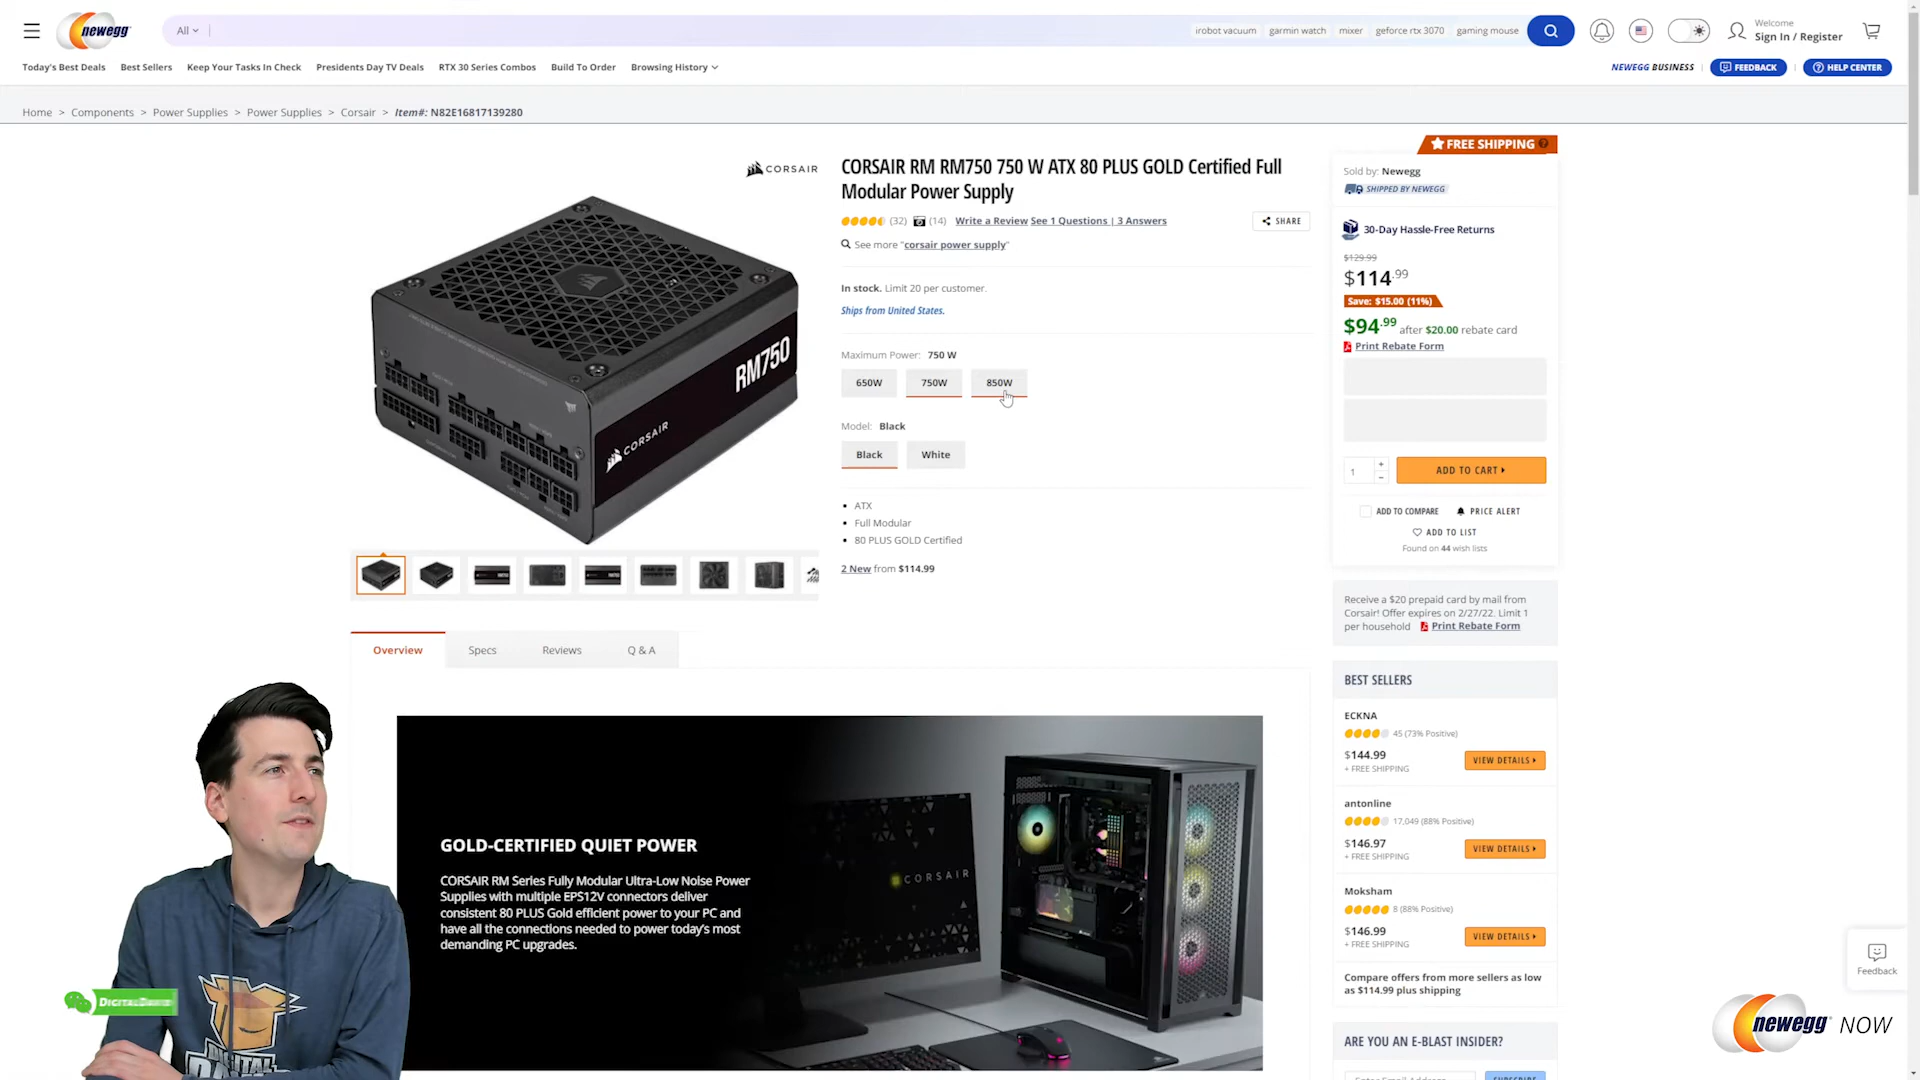 newegg
All
irobot vacuum garmin watch mixer geforce rtx 3070 gaming mouse
Welcome
Sign In / Register
Today's Best Deals Best Sellers Keep Your Tasks In Check Presidents Day TV Deals RTX 30 Series Combos Build To Order Browsing History
NEWEGG BUSINESS FEEDBACK HELP CENTER
Home > Components > Power Supplies > Power Supplies > Corsair > Item#: N82E16817139280
CORSAIR
RM750
CORSAIR
CORSAIR RM RM750 750 W ATX 80 PLUS GOLD Certified Full
Modular Power Supply
(32) (14) Write a Review See 1 Questions | 3 Answers
SHARE
See more "corsair power supply"
In stock. Limit 20 per customer.
Ships from United States.
Maximum Power: 750 W
650W 750W 850W
Model: Black
Black White
• ATX
• Full Modular
• 80 PLUS GOLD Certified
2 New from $114.99
FREE SHIPPING
Sold by: Newegg
SHIPPED BY NEWEGG
30-Day Hassle-Free Returns
$129.99
$114.99
Save: $15.00 (11%)
$94.99 after $20.00 rebate card
Print Rebate Form
1 ADD TO CART
ADD TO COMPARE PRICE ALERT
ADD TO LIST
Found on 44 wish lists
Receive a $20 prepaid card by mail from
Corsair! Offer expires on 2/27/22. Limit 1
per household Print Rebate Form
BEST SELLERS
ECKNA
45 (73% Positive)
$144.99
+ FREE SHIPPING
VIEW DETAILS
antonline
17,049 (88% Positive)
$146.97
+ FREE SHIPPING
VIEW DETAILS
Moksham
8 (88% Positive)
$146.99
+ FREE SHIPPING
VIEW DETAILS
Compare offers from more sellers as low
as $114.99 plus shipping
ARE YOU AN E-BLAST INSIDER?
Overview Specs Reviews Q & A
GOLD-CERTIFIED QUIET POWER
CORSAIR RM Series Fully Modular Ultra-Low Noise Power
Supplies with multiple EPS12V connectors deliver
consistent 80 PLUS Gold efficient power to your PC and
have all the connections needed to power today's most
demanding PC upgrades.
CORSAIR
Feedback
newegg NOW
DIGITAL